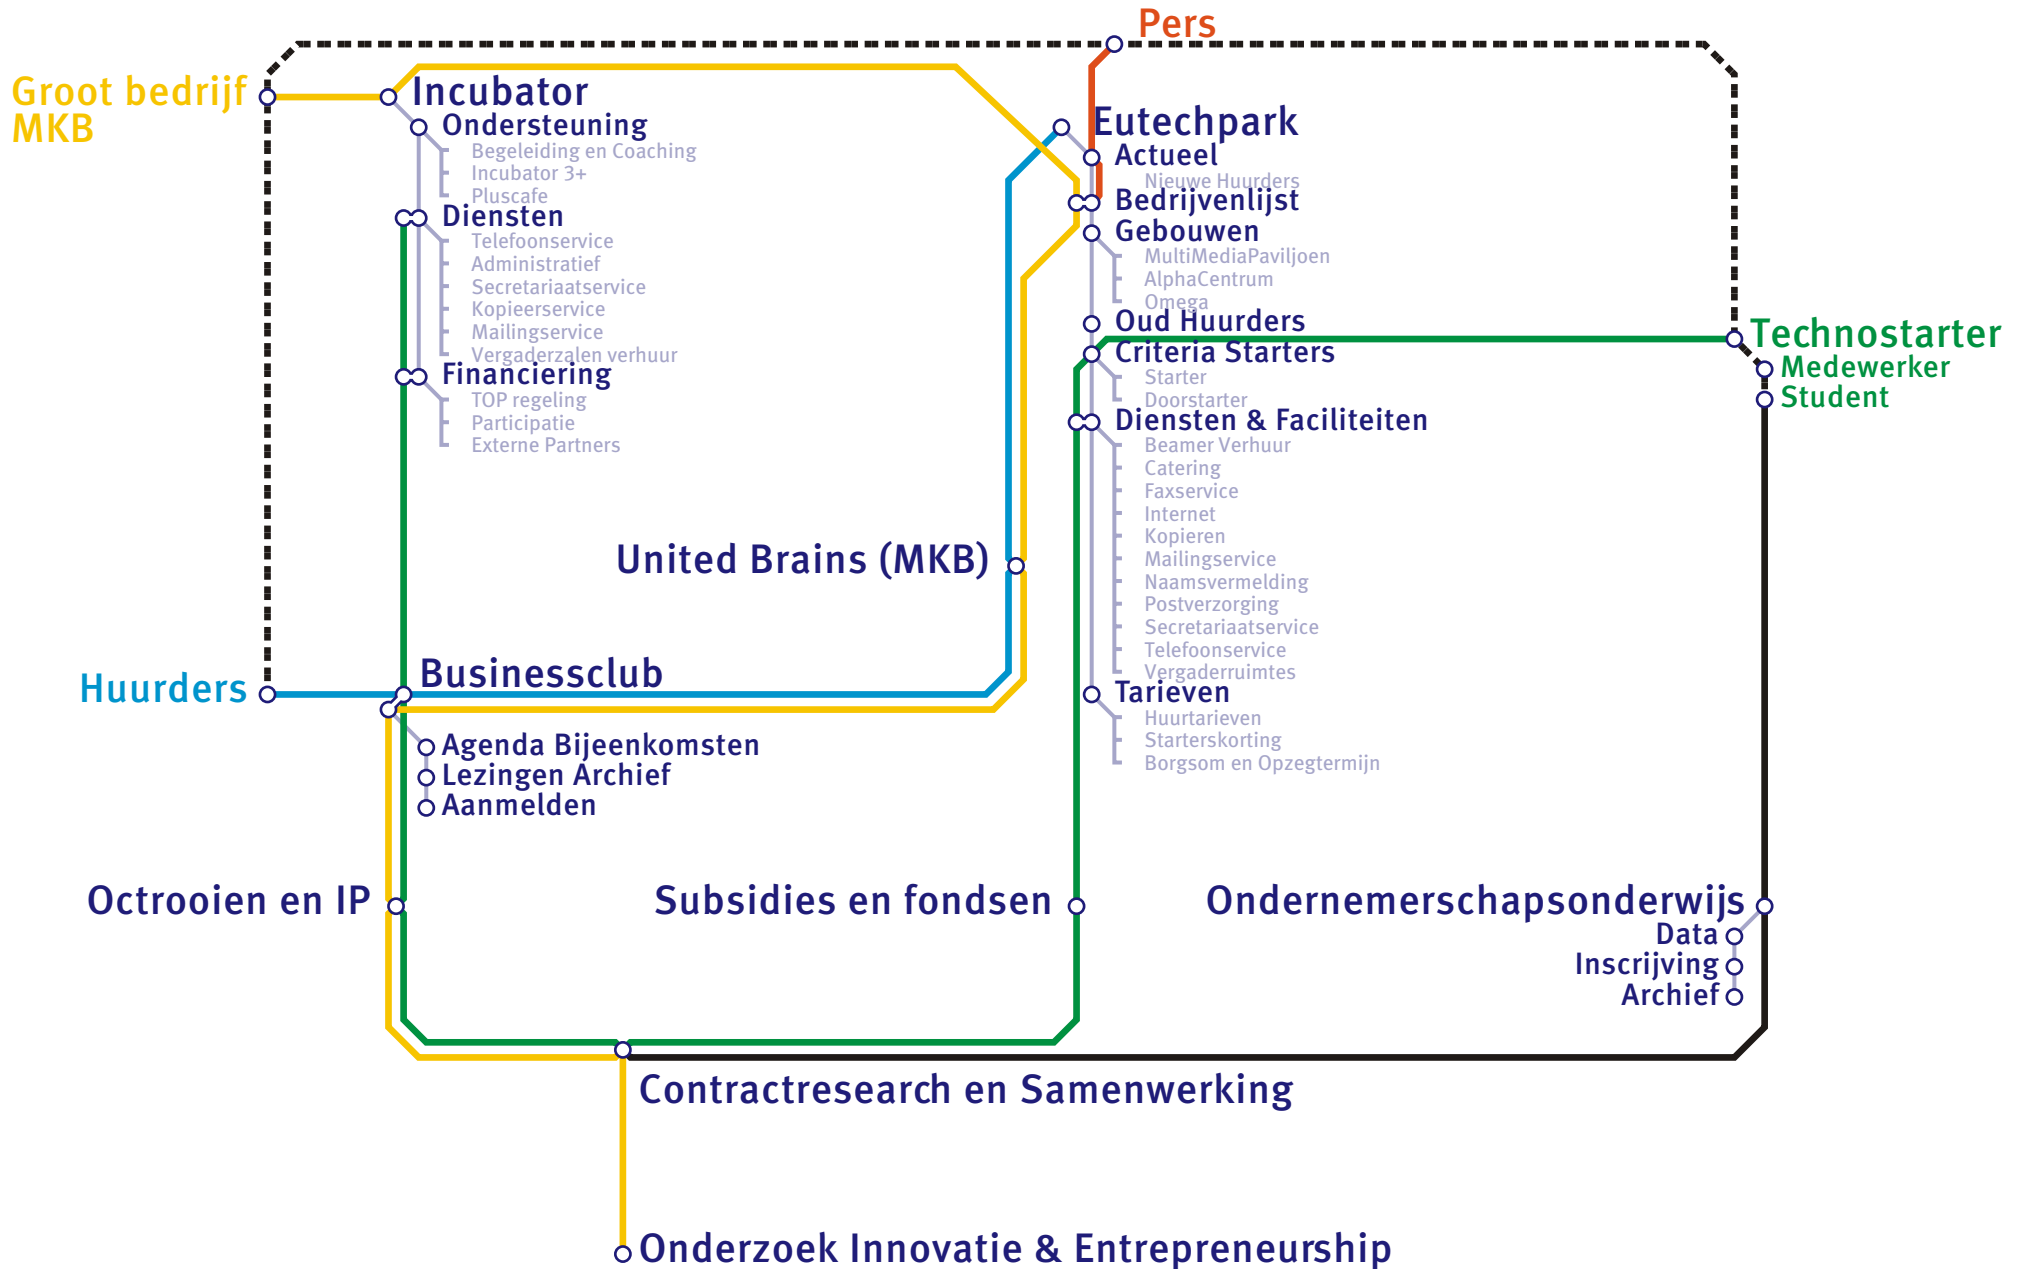 Pers
Groot bedrijf
MKB
Incubator
Ondersteuning
Begeleiding en Coaching
Incubator 3+
Pluscafe
Diensten
Telefoonservice
Administratief
Secretariaatservice
Kopieerservice
Mailingservice
Vergaderzalen verhuur
Financiering
TOP regeling
Participatie
Externe Partners
Eutechpark
Actueel
Nieuwe Huurders
Bedrijvenlijst
Gebouwen
MultiMediaPaviljoen
AlphaCentrum
Omega
Oud Huurders
Criteria Starters
Starter
Doorstarter
Diensten & Faciliteiten
Beamer Verhuur
Catering
Faxservice
Internet
Kopieren
Mailingservice
Naamsvermelding
Postverzorging
Secretariaatservice
Telefoonservice
Vergaderruimtes
Tarieven
Huurtarieven
Starterskorting
Borgsom en Opzegtermijn
Technostarter
Medewerker
Student
United Brains (MKB)
Huurders
Businessclub
Agenda Bijeenkomsten
Lezingen Archief
Aanmelden
Octrooien en IP
Subsidies en fondsen
Ondernemerschapsonderwijs
Data
Inscrijving
Archief
Contractresearch en Samenwerking
Onderzoek Innovatie & Entrepreneurship